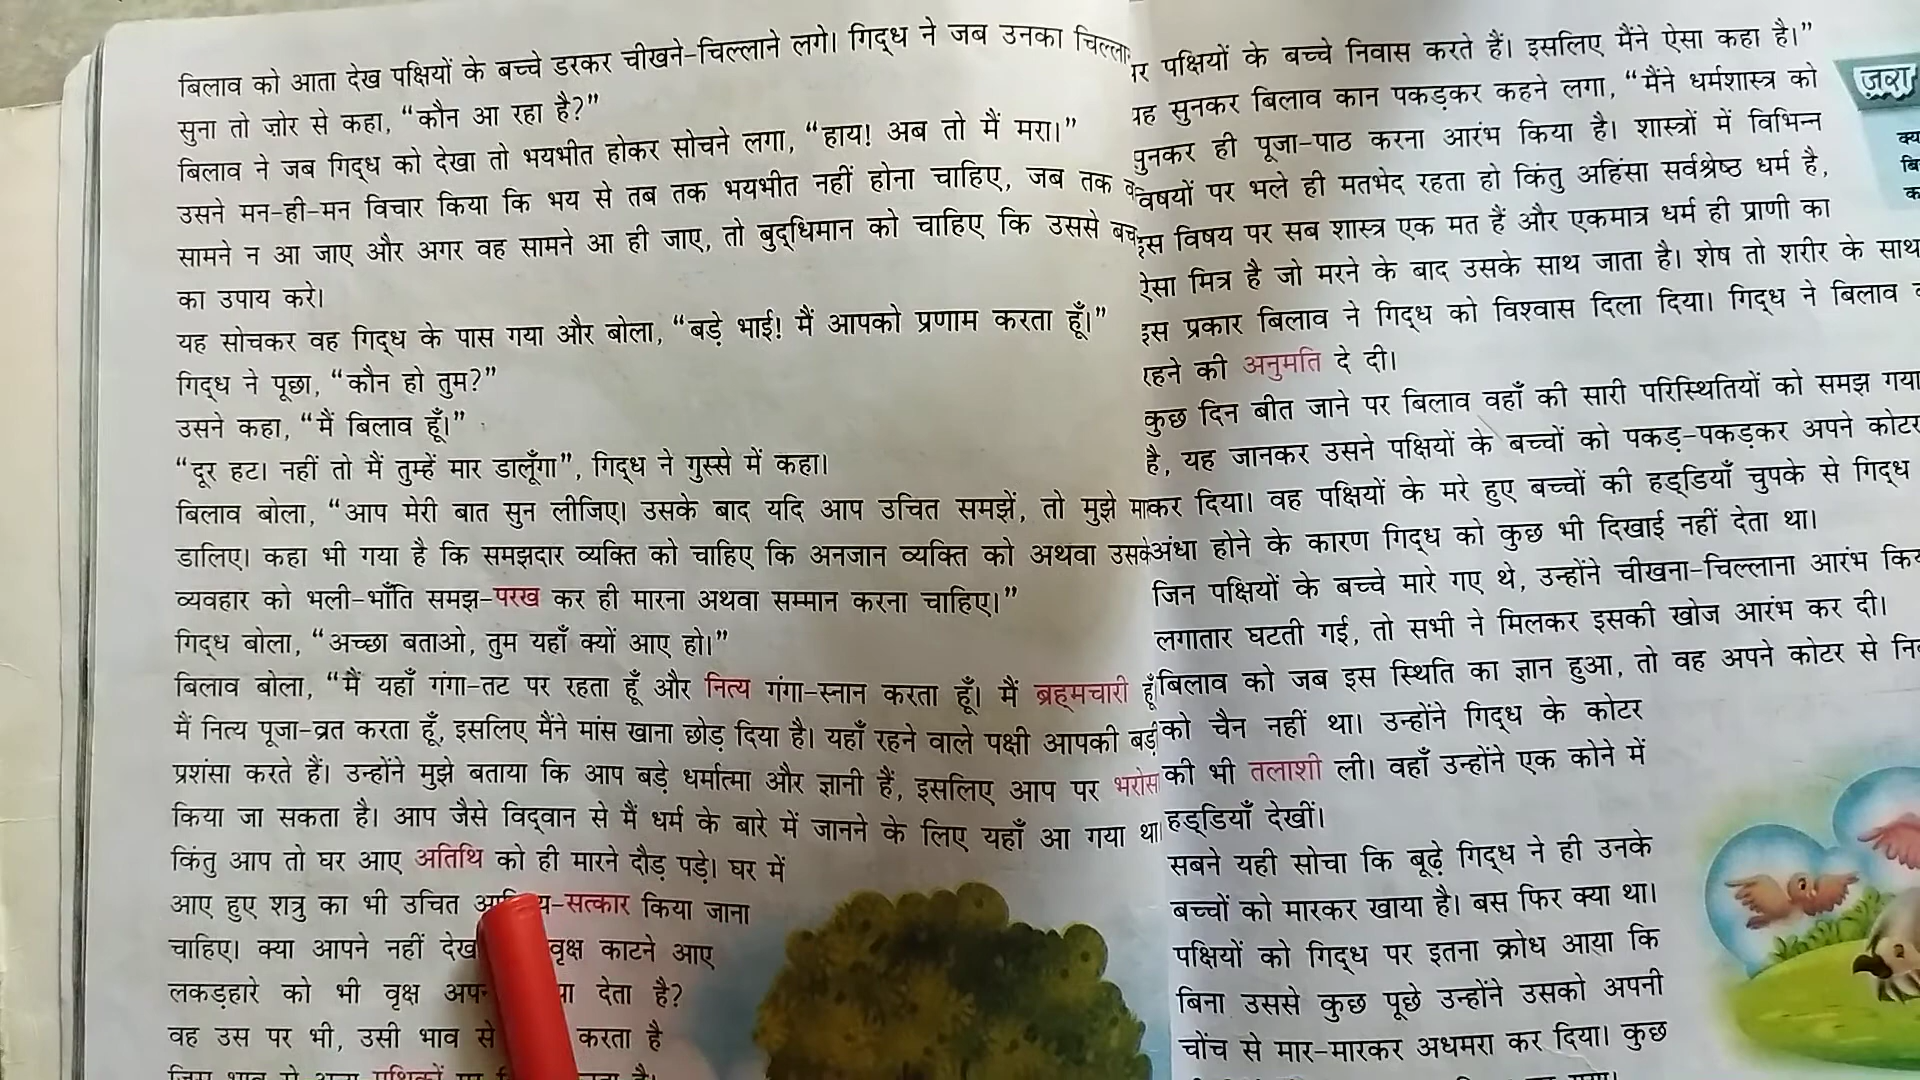 बिलाव को आता देख पक्षियों के बच्चे डरकर चीखने-चिल्लाने लगे। गिद्ध ने जब उनका
सुना तो जोर से कहा, “कौन आ रहा है?”
बिलाव ने जब गिद्ध को देखा तो भयभीत होकर सोचने लगा, “हाय! अब तो मैं मरा।”
उसने मन-ही-मन विचार किया कि भय से तब तक भयभीत नहीं होना चाहिए, जब तक
सामने न आ जाए और अगर वह सामने आ ही जाए, तो बुद्धिमान को चाहिए कि उससे
का उपाय करे।
यह सोचकर वह गिद्ध के पास गया और बोला, “बड़े भाई! मैं आपको प्रणाम करता हूँ।”
गिद्ध ने पूछा, “कौन हो तुम?”
उसने कहा, “मैं बिलाव हूँ।”
“दूर हट। नहीं तो मैं तुम्हें मार डालूँगा”, गिद्ध ने गुस्से में कहा।
बिलाव बोला, “आप मेरी बात सुन लीजिए। उसके बाद यदि आप उचित समझें, तो मुझे
डालिए। कहा भी गया है कि समझदार व्यक्ति को चाहिए कि अनजान व्यक्ति को अथवा उसके
व्यवहार को भली-भाँति समझ-परख कर ही मारना अथवा सम्मान करना चाहिए।”
गिद्ध बोला, “अच्छा बताओ, तुम यहाँ क्यों आए हो।”
बिलाव बोला, “मैं यहाँ गंगा-तट पर रहता हूँ और नित्य गंगा-स्नान करता हूँ। मैं ब्रह्मचारी हूँ
मैं नित्य पूजा-व्रत करता हूँ, इसलिए मैंने मांस खाना छोड़ दिया है। यहाँ रहने वाले पक्षी आपकी बड़ी
प्रशंसा करते हैं। उन्होंने मुझे बताया कि आप बड़े धर्मात्मा और ज्ञानी हैं, इसलिए आप पर
किया जा सकता है। आप जैसे विद्वान से मैं धर्म के बारे में जानने के लिए यहाँ आ गया था।
किंतु आप तो घर आए अतिथि को ही मारने दौड़ पड़े। घर में
आए हुए शत्रु का भी उचित -सत्कार किया जाना
चाहिए। क्या आपने नहीं वृक्ष काटने आए
लकड़हारे को भी वृक्ष देता है?
वह उस पर भी, उसी भाव से करता है
पर पक्षियों के बच्चे निवास करते हैं। इसलिए मैंने ऐसा कहा है।”
यह सुनकर बिलाव कान पकड़कर कहने लगा, “मैंने धर्मशास्त्र को
सुनकर ही पूजा-पाठ करना आरंभ किया है। शास्त्रों में विभिन्न
विषयों पर भले ही मतभेद रहता हो किंतु अहिंसा सर्वश्रेष्ठ धर्म है,
इस विषय पर सब शास्त्र एक मत हैं और एकमात्र धर्म ही प्राणी का
ऐसा मित्र है जो मरने के बाद उसके साथ जाता है। शेष तो शरीर के साथ
इस प्रकार बिलाव ने गिद्ध को विश्वास दिला दिया। गिद्ध ने बिलाव
रहने की अनुमति दे दी।
कुछ दिन बीत जाने पर बिलाव वहाँ की सारी परिस्थितियों को समझ गया
है, यह जानकर उसने पक्षियों के बच्चों को पकड़-पकड़कर अपने कोटर
कर दिया। वह पक्षियों के मरे हुए बच्चों की हड्डियाँ चुपके से गिद्ध
अंधा होने के कारण गिद्ध को कुछ भी दिखाई नहीं देता था।
जिन पक्षियों के बच्चे मारे गए थे, उन्होंने चीखना-चिल्लाना आरंभ
लगातार घटती गई, तो सभी ने मिलकर इसकी खोज आरंभ कर दी।
बिलाव को जब इस स्थिति का ज्ञान हुआ, तो वह अपने कोटर से
को चैन नहीं था। उन्होंने गिद्ध के कोटर
की भी तलाशी ली। वहाँ उन्होंने एक कोने में
हड्डियाँ देखीं।
सबने यही सोचा कि बूढ़े गिद्ध ने ही उनके
बच्चों को मारकर खाया है। बस फिर क्या था।
पक्षियों को गिद्ध पर इतना क्रोध आया कि
बिना उससे कुछ पूछे उन्होंने उसको अपनी
चोंच से मार-मारकर अधमरा कर दिया। कुछ
ज़रा